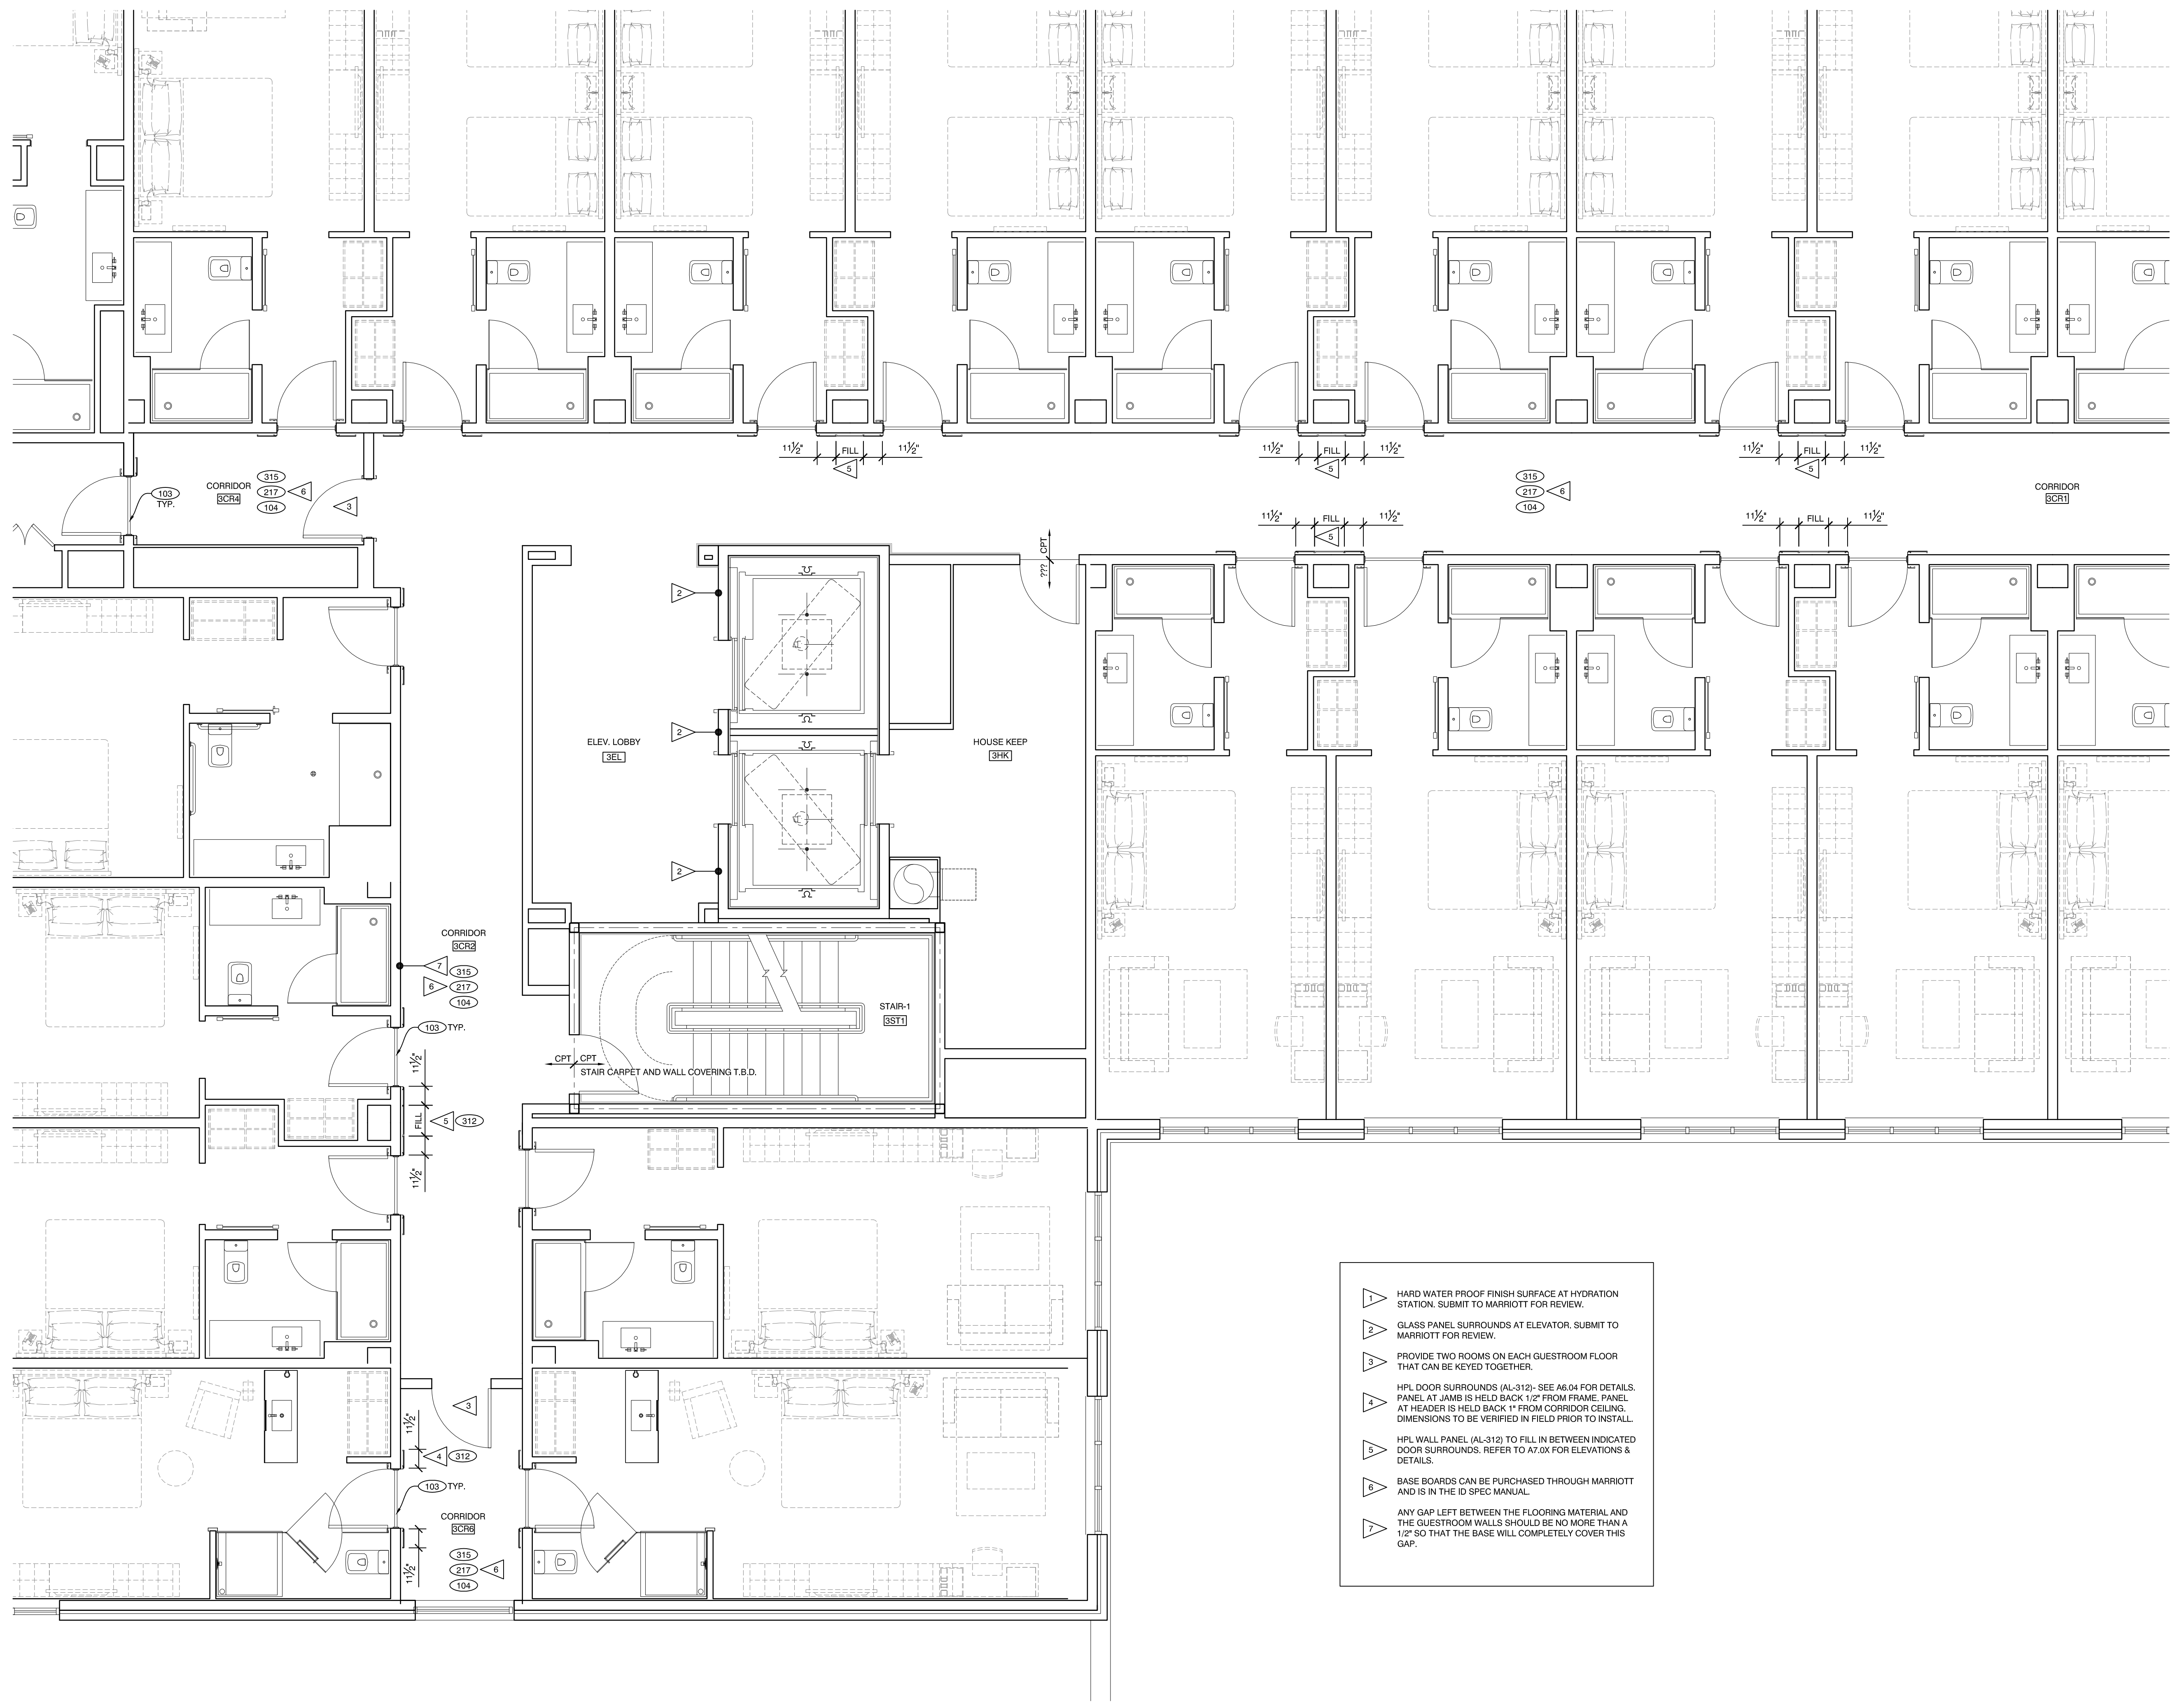 11½"
FILL
11½"
5
11½"
FILL
11½"
5
11½"
FILL
11½"
5
103
TYP.
CORRIDOR
3CR4
315
217
104
6
3
315
217
104
6
CORRIDOR
3CR1
11½"
FILL
11½"
5
11½"
FILL
11½"
CPT
???
2
2
2
ELEV. LOBBY
3EL
HOUSE KEEP
3HK
CORRIDOR
3CR2
7
315
6
217
104
103 TYP.
11½"
FILL
5
312
11½"
STAIR-1
3ST1
CPT CPT
STAIR CARPET AND WALL COVERING T.B.D.
3
11½"
4
312
103 TYP.
CORRIDOR
3CR6
315
217
104
6
11½"
1 HARD WATER PROOF FINISH SURFACE AT HYDRATION
STATION. SUBMIT TO MARRIOTT FOR REVIEW.
2 GLASS PANEL SURROUNDS AT ELEVATOR. SUBMIT TO
MARRIOTT FOR REVIEW.
3 PROVIDE TWO ROOMS ON EACH GUESTROOM FLOOR
THAT CAN BE KEYED TOGETHER.
4 HPL DOOR SURROUNDS (AL-312)- SEE A6.04 FOR DETAILS.
PANEL AT JAMB IS HELD BACK 1/2" FROM FRAME. PANEL
AT HEADER IS HELD BACK 1" FROM CORRIDOR CEILING.
DIMENSIONS TO BE VERIFIED IN FIELD PRIOR TO INSTALL.
5 HPL WALL PANEL (AL-312) TO FILL IN BETWEEN INDICATED
DOOR SURROUNDS. REFER TO A7.0X FOR ELEVATIONS &
DETAILS.
6 BASE BOARDS CAN BE PURCHASED THROUGH MARRIOTT
AND IS IN THE ID SPEC MANUAL.
7 ANY GAP LEFT BETWEEN THE FLOORING MATERIAL AND
THE GUESTROOM WALLS SHOULD BE NO MORE THAN A
1/2" SO THAT THE BASE WILL COMPLETELY COVER THIS
GAP.